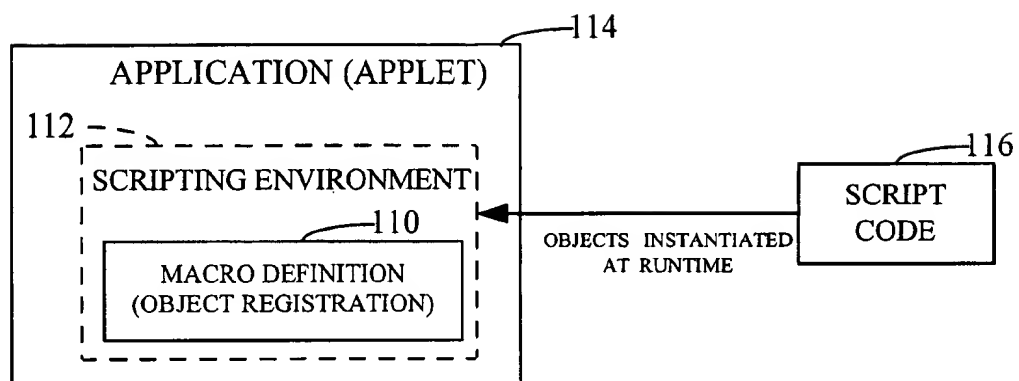 114
APPLICATION (APPLET)
112
SCRIPTING ENVIRONMENT
110
MACRO DEFINITION
(OBJECT REGISTRATION)
OBJECTS INSTANTIATED
AT RUNTIME
116
SCRIPT
CODE